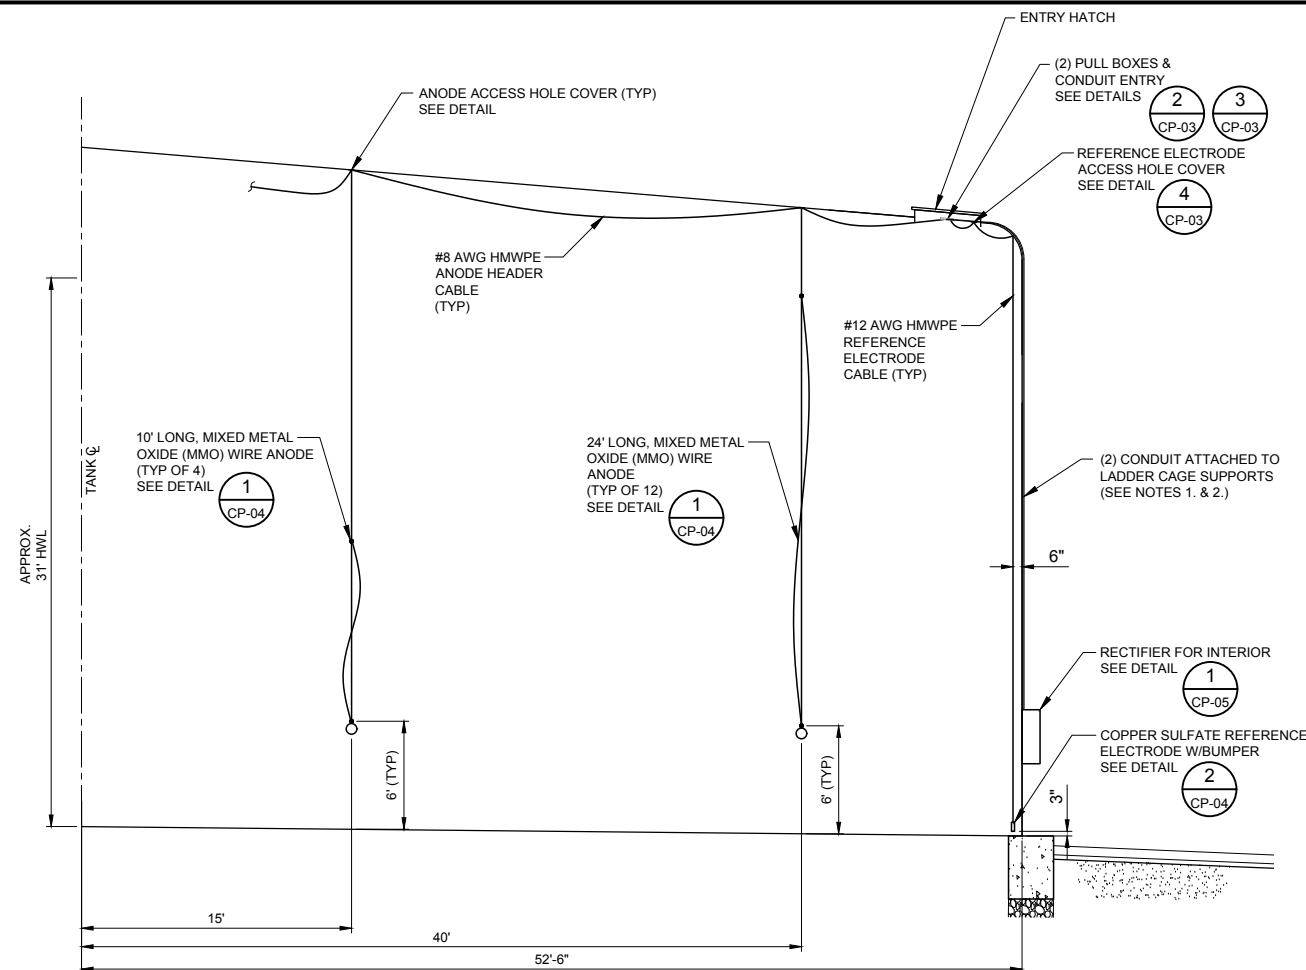 ENTRY HATCH
(2) PULL BOXES &
CONDUIT ENTRY
SEE DETAILS
2
CP-03
3
CP-03
ANODE ACCESS HOLE COVER (TYP)
SEE DETAIL
REFERENCE ELECTRODE
ACCESS HOLE COVER
SEE DETAIL
4
CP-03
#8 AWG HMWPE
ANODE HEADER
CABLE
(TYP)
#12 AWG HMWPE
REFERENCE
ELECTRODE
CABLE (TYP)
TANK ℄
APPROX.
31' HWL
10' LONG, MIXED METAL
OXIDE (MMO) WIRE ANODE
(TYP OF 4)
SEE DETAIL
1
CP-04
24' LONG, MIXED METAL
OXIDE (MMO) WIRE
ANODE
(TYP OF 12)
SEE DETAIL
1
CP-04
(2) CONDUIT ATTACHED TO
LADDER CAGE SUPPORTS
(SEE NOTES 1. & 2.)
6"
RECTIFIER FOR INTERIOR
SEE DETAIL
1
CP-05
COPPER SULFATE REFERENCE
ELECTRODE W/BUMPER
SEE DETAIL
2
CP-04
6' (TYP)
6' (TYP)
3"
15'
40'
52'-6"